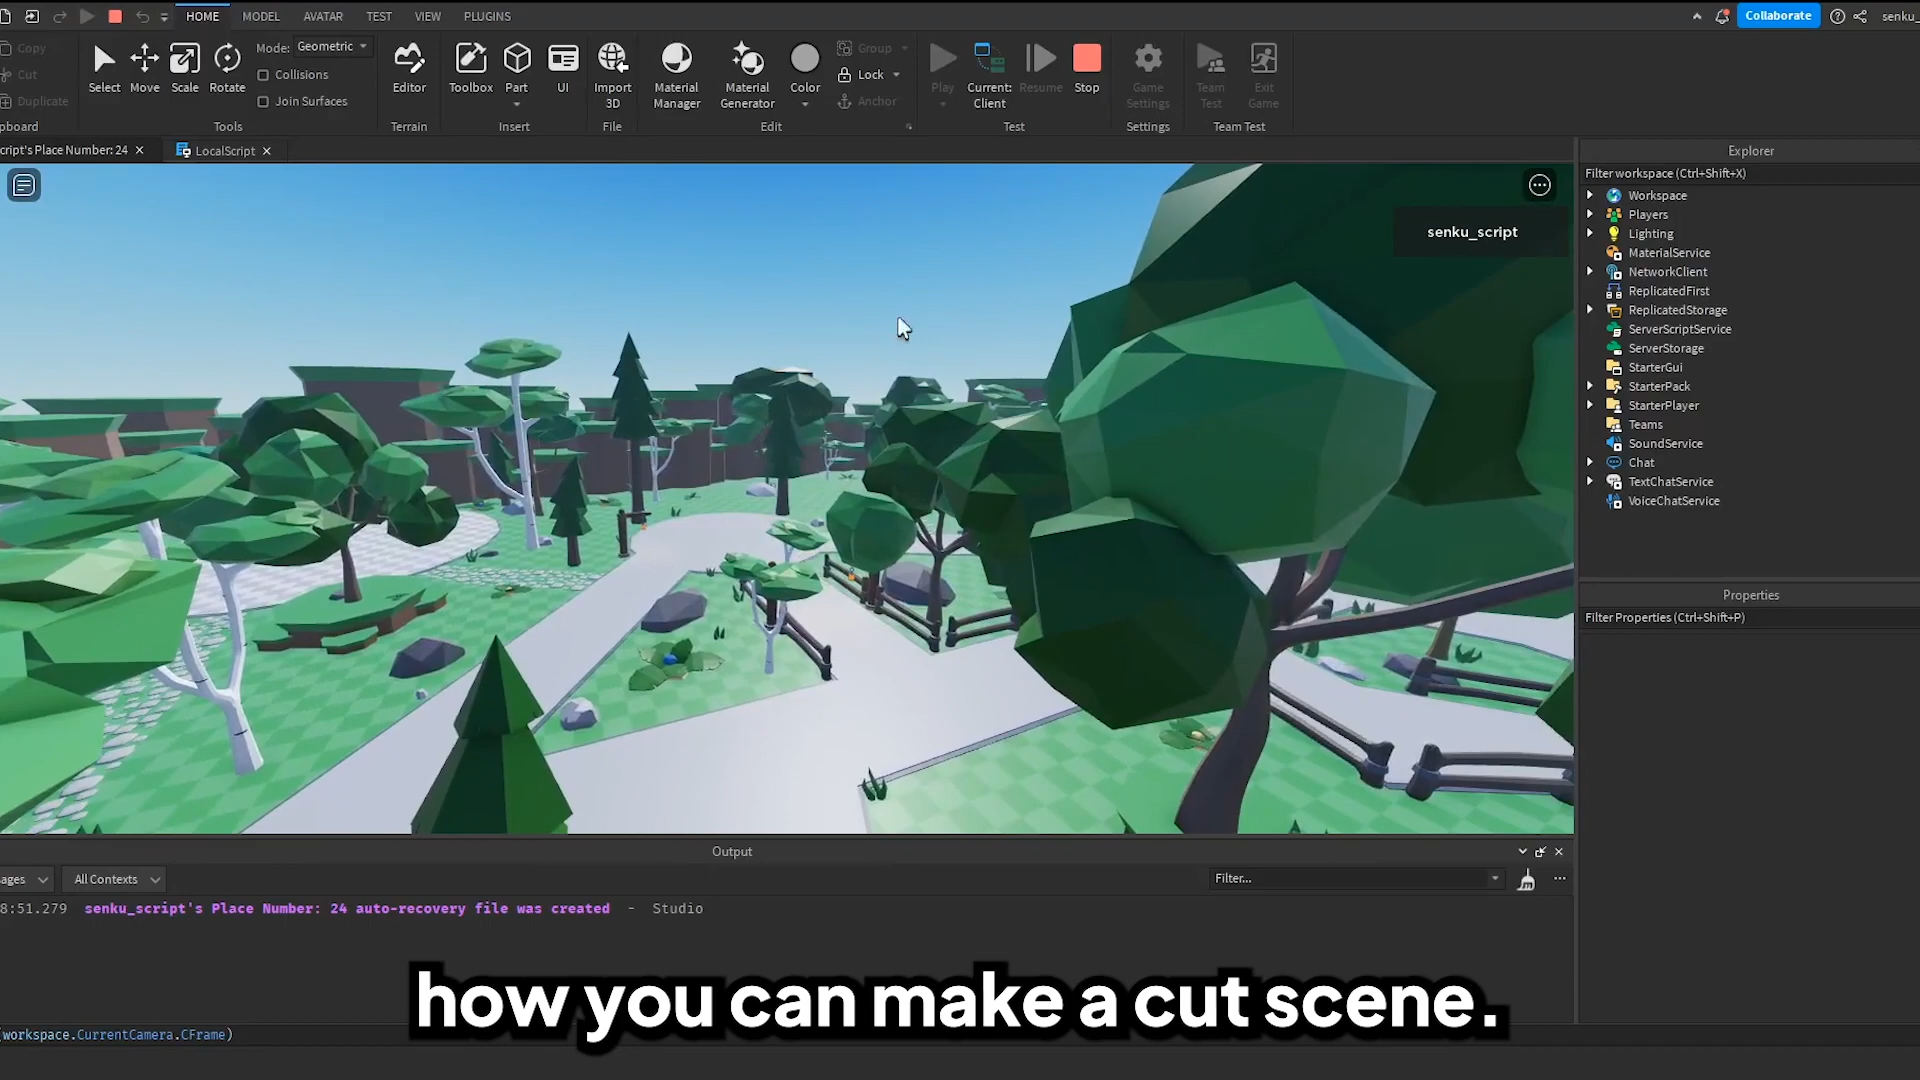 HOME MODEL AVATAR TEST VIEW PLUGINS
Collaborate senku_
Copy
Cut
Duplicate
pboard
Select Move Scale Rotate
Mode: Geometric
Collisions
Join Surfaces
Tools
Editor
Terrain
Toolbox Part UI
Insert
Import 3D
File
Material Manager
Material Generator
Color
Group
Lock
Anchor
Edit
Play
Current: Client
Resume
Stop
Test
Game Settings
Settings
Team Test
Exit Game
Team Test
cript's Place Number: 24
LocalScript
senku_script
Explorer
Filter workspace (Ctrl+Shift+X)
Workspace
Players
Lighting
MaterialService
NetworkClient
ReplicatedFirst
ReplicatedStorage
ServerScriptService
ServerStorage
StarterGui
StarterPack
StarterPlayer
Teams
SoundService
Chat
TextChatService
VoiceChatService
Properties
Filter Properties (Ctrl+Shift+P)
Output
ages All Contexts Filter...
8:51.279 senku_script's Place Number: 24 auto-recovery file was created - Studio
how you can make a cut scene.
(workspace.CurrentCamera.CFrame)